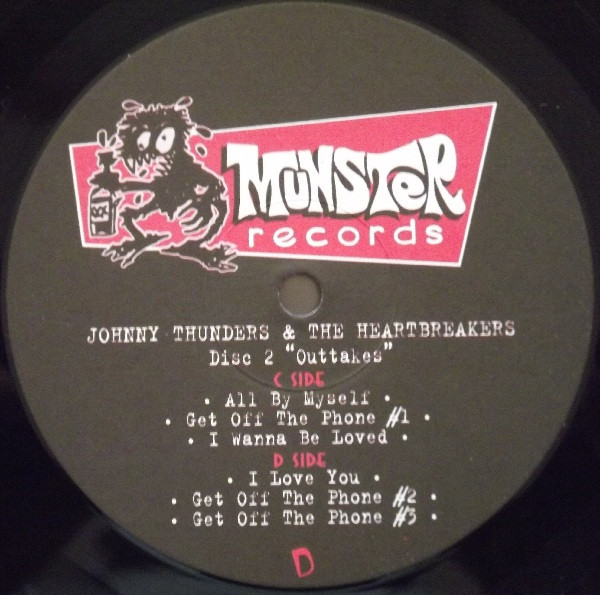 MUNSTeR
records
JOHNNY THUNDERS & THE HEARTBREAKERS
Disc 2 "Outtakes"
C SIDE
• All By Myself •
• Get Off The Phone #1 •
• I Wanna Be Loved •
D SIDE
• I Love You •
• Get Off The Phone #2 •
• Get Off The Phone #3 •
D